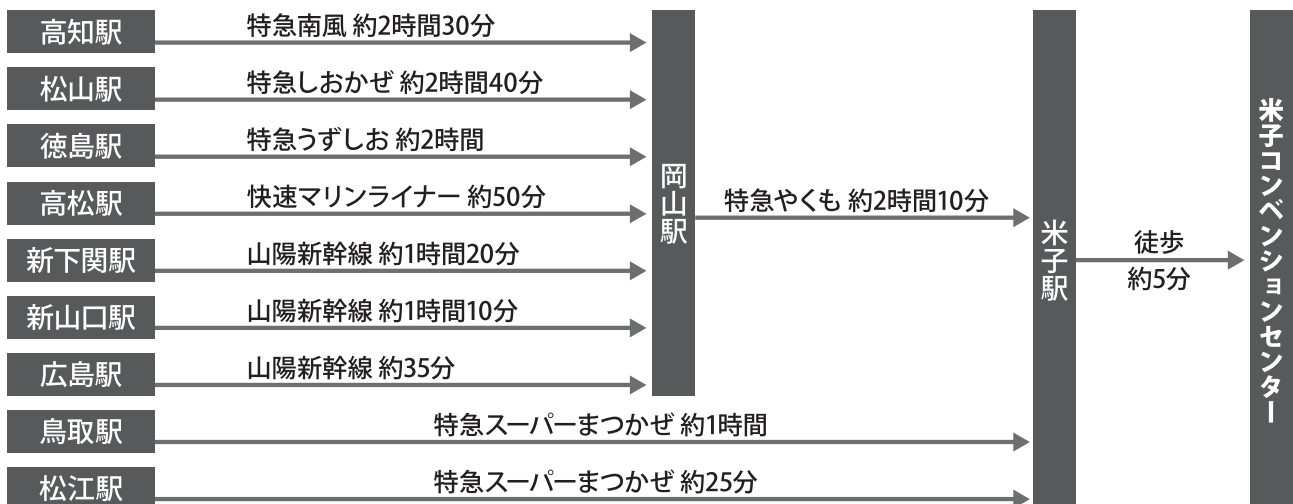 高知駅
特急南風 約2時間30分
松山駅
特急しおかぜ 約2時間40分
徳島駅
特急うずしお 約2時間
高松駅
快速マリンライナー 約50分
新下関駅
山陽新幹線 約1時間20分
新山口駅
山陽新幹線 約1時間10分
広島駅
山陽新幹線 約35分
岡山駅
特急やくも 約2時間10分
鳥取駅
特急スーパーまつかぜ 約1時間
松江駅
特急スーパーまつかぜ 約25分
米子駅
徒歩
約5分
米子コンベンションセンター